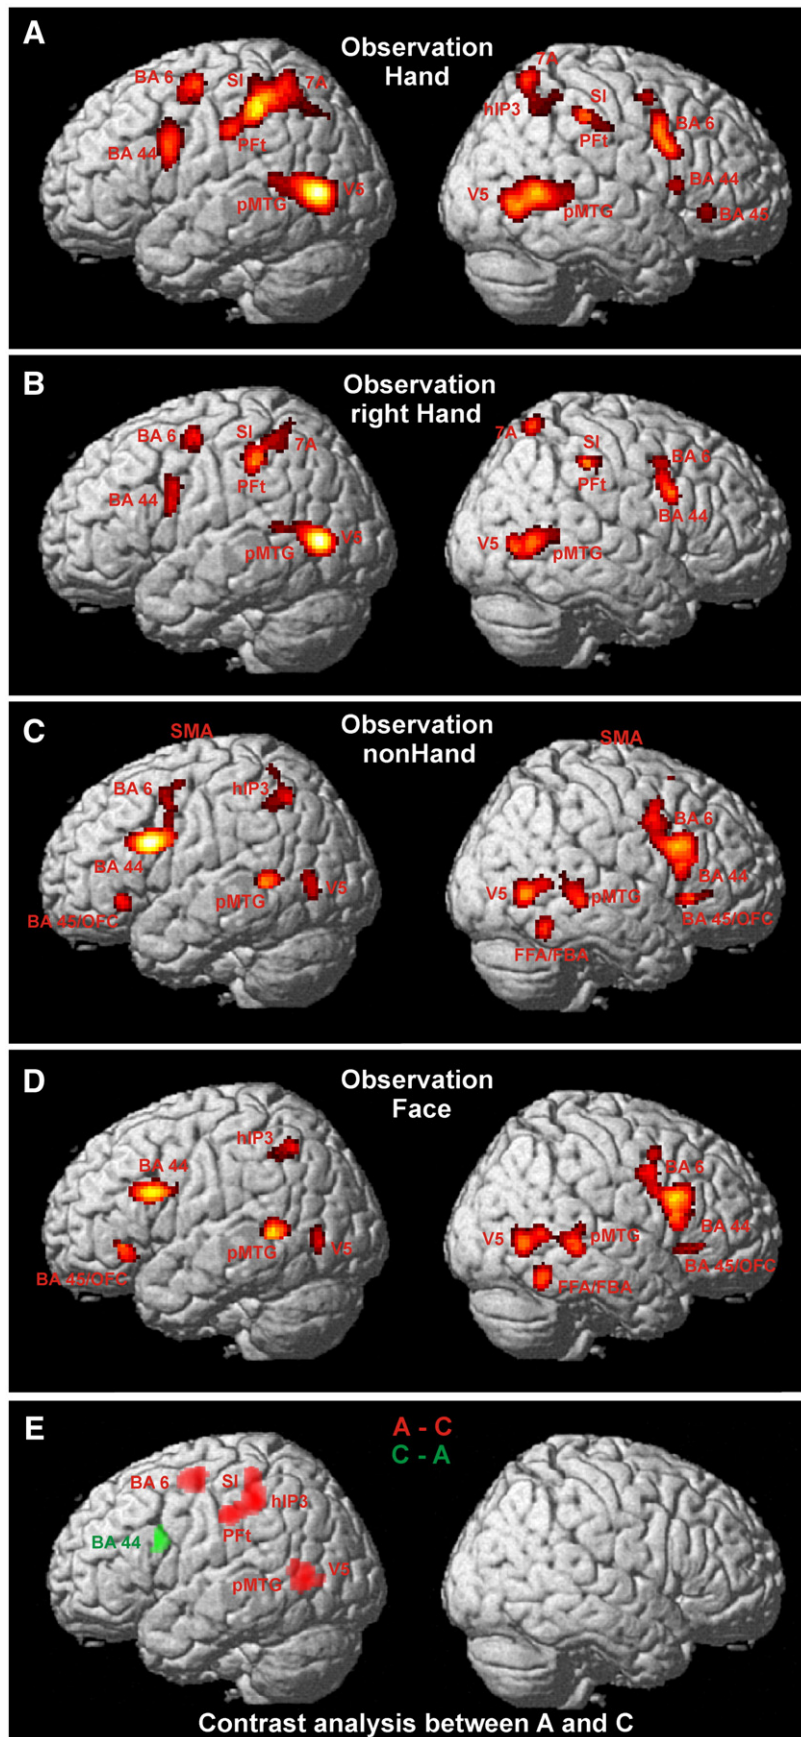 A
Observation
Hand
BA 6
SI
7A
BA 44
PFt
pMTG
V5
7A
hIP3
SI
PFt
BA 6
BA 44
V5
pMTG
BA 45
B
Observation
right Hand
BA 6
SI
7A
BA 44
PFt
pMTG
V5
7A
SI
PFt
BA 6
BA 44
V5
pMTG
C
Observation
nonHand
SMA
BA 6
hIP3
BA 44
pMTG
V5
BA 45/OFC
SMA
BA 6
BA 44
V5
pMTG
BA 45/OFC
FFA/FBA
D
Observation
Face
hIP3
BA 44
pMTG
V5
BA 45/OFC
BA 6
BA 44
V5
pMTG
BA 45/OFC
FFA/FBA
E
A - C
C - A
BA 6
SI
hIP3
PFt
BA 44
pMTG
V5
Contrast analysis between A and C